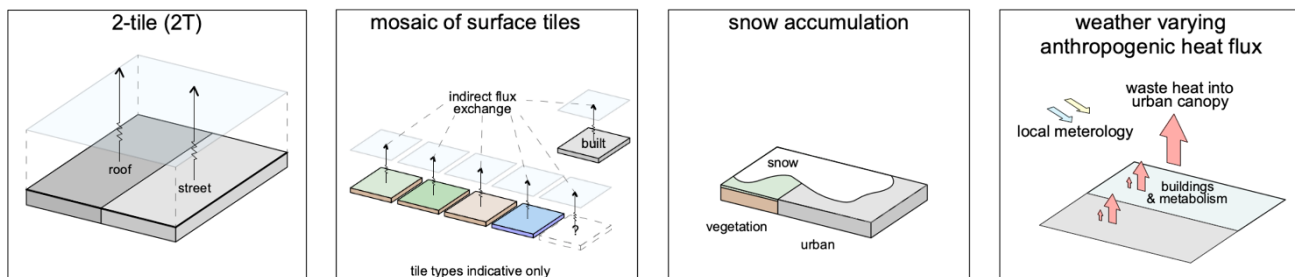 2-tile (2T)
roof
street
mosaic of surface tiles
indirect flux
exchange
built
?
tile types indicative only
snow accumulation
snow
vegetation
urban
weather varying
anthropogenic heat flux
waste heat into
urban canopy
local meterology
buildings
& metabolism